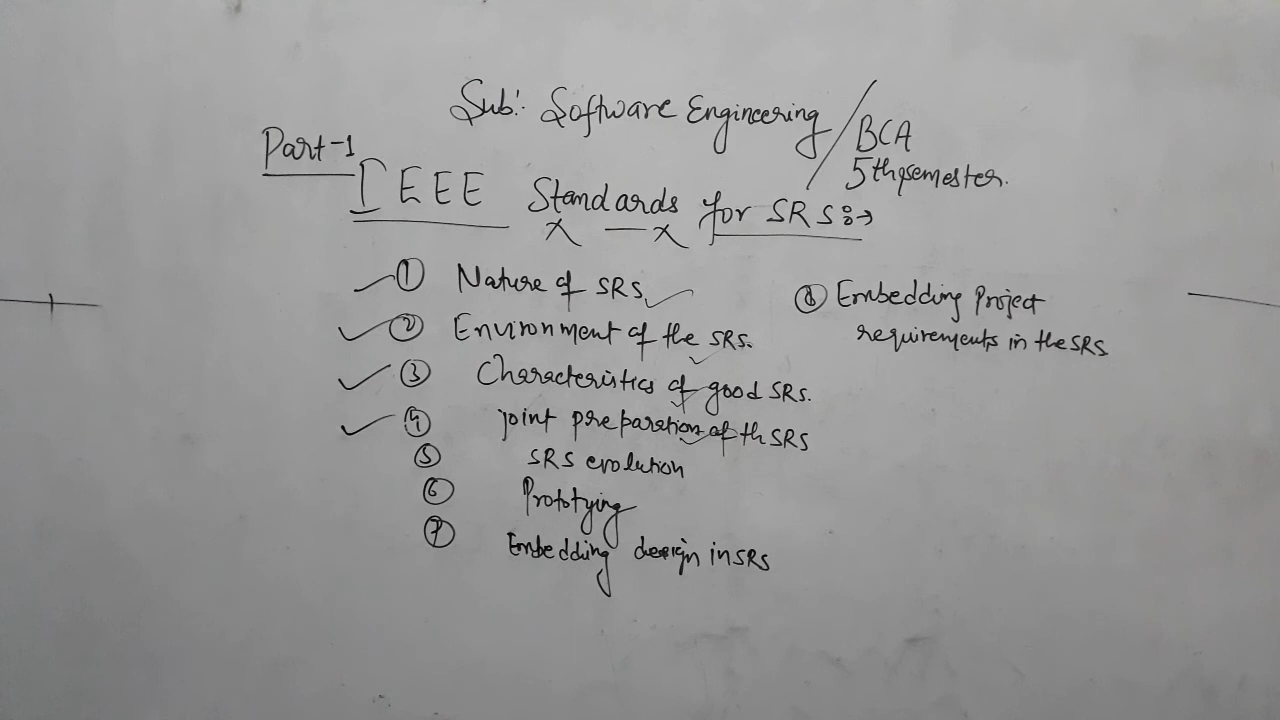 Sub: Software Engineering / BCA
5th semester.
Part-1
IEEE Standards for SRS:→
① Nature of SRS
② Environment of the SRS.
③ Characteristics of good SRS.
④ joint preparation of th SRS
⑤ SRS evolution
⑥ Prototying
⑦ Embedding design in SRS
⑧ Embedding Project
requirements in the SRS